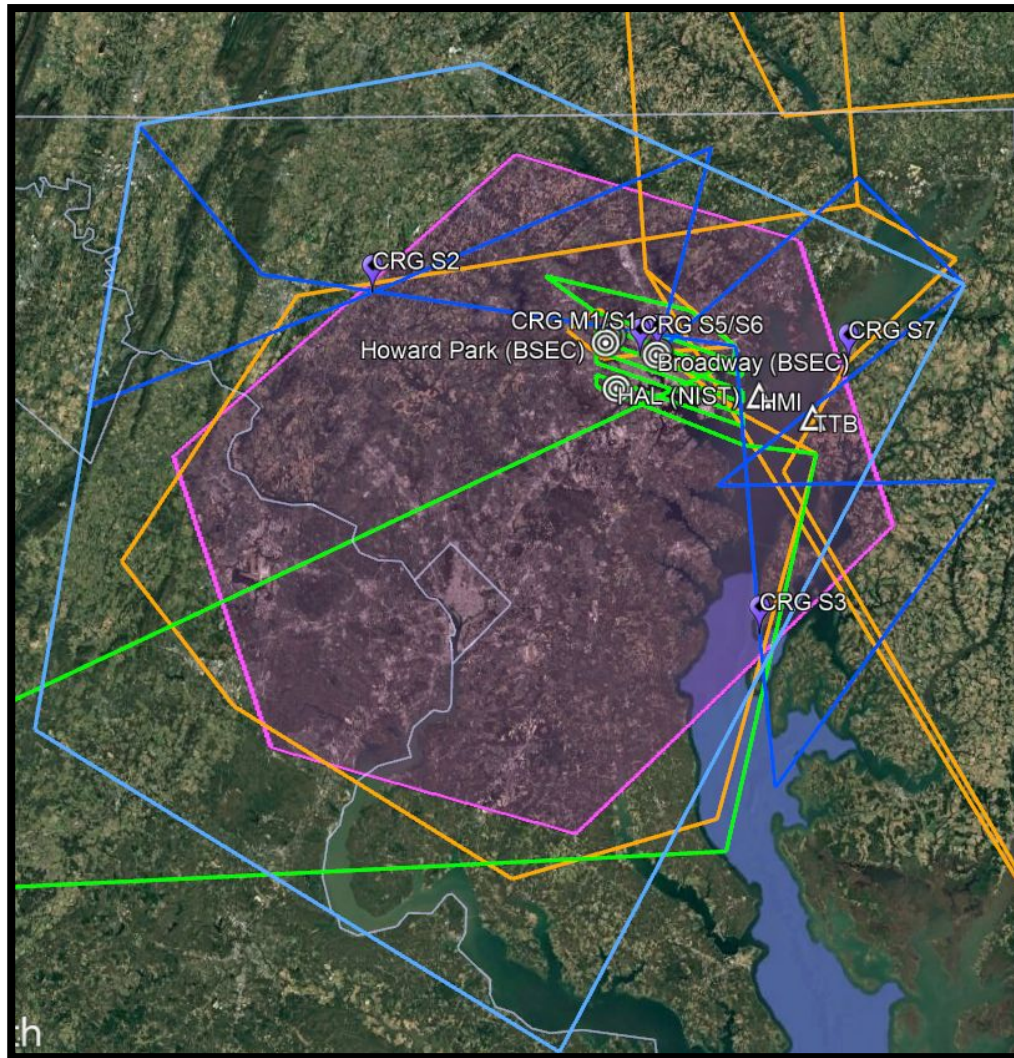 CRG S2
CRG M1/S1
CRG S5/S6
CRG S7
Howard Park (BSEC)
Broadway (BSEC)
HAL (NIST)
HMI
TTB
CRG S3
th